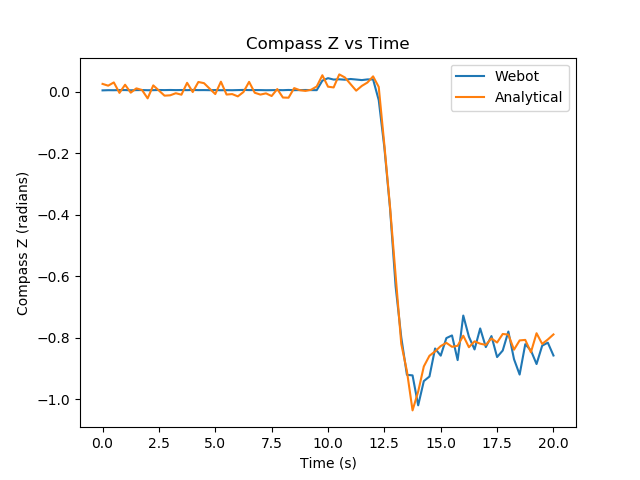 Compass Z vs Time
Webot
Analytical
Compass Z (radians)
0.0
−0.2
−0.4
−0.6
−0.8
−1.0
0.0 2.5 5.0 7.5 10.0 12.5 15.0 17.5 20.0
Time (s)